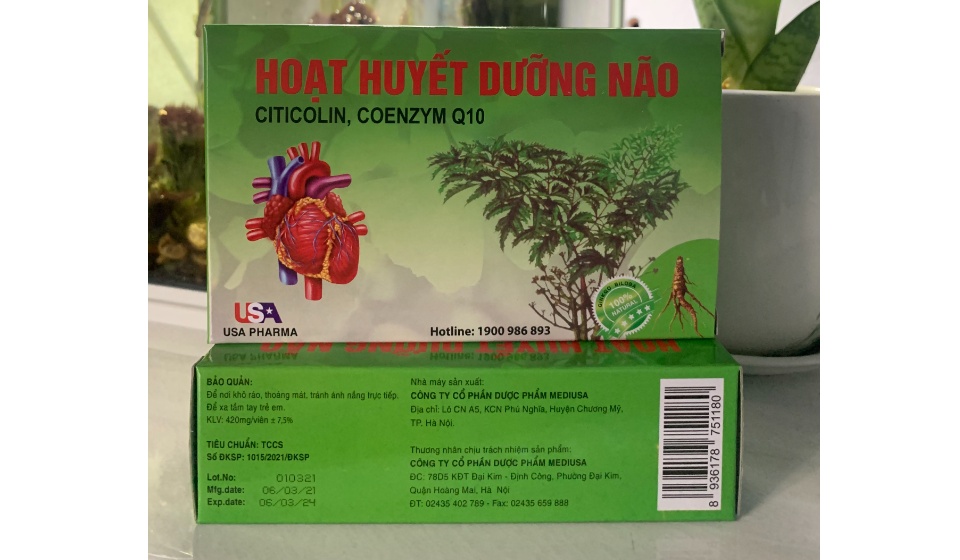 HOẠT HUYẾT DƯỠNG NÃO
CITICOLIN, COENZYM Q10
GINKGO BILOBA
100%
NATURAL
USA
USA PHARMA
Hotline: 1900 986 893
BẢO QUẢN:
Để nơi khô ráo, thoáng mát, tránh ánh nắng trực tiếp.
Để xa tầm tay trẻ em.
KLV: 420mg/viên ± 7,5%
TIÊU CHUẨN: TCCS
Số ĐKSP: 1015/2021/ĐKSP
Lot.No: 010321
Mfg.date: 06/03/21
Exp.date: 06/03/24
Nhà máy sản xuất:
CÔNG TY CỔ PHẦN DƯỢC PHẨM MEDIUSA
Địa chỉ: Lô CN A5, KCN Phú Nghĩa, Huyện Chương Mỹ,
TP. Hà Nội.
Thương nhân chịu trách nhiệm sản phẩm:
CÔNG TY CỔ PHẦN DƯỢC PHẨM MEDIUSA
ĐC: 78D5 KĐT Đại Kim - Định Công, Phường Đại Kim,
Quận Hoàng Mai, Hà Nội
ĐT: 02435 402 789 - Fax: 02435 659 888
8 936178 751180